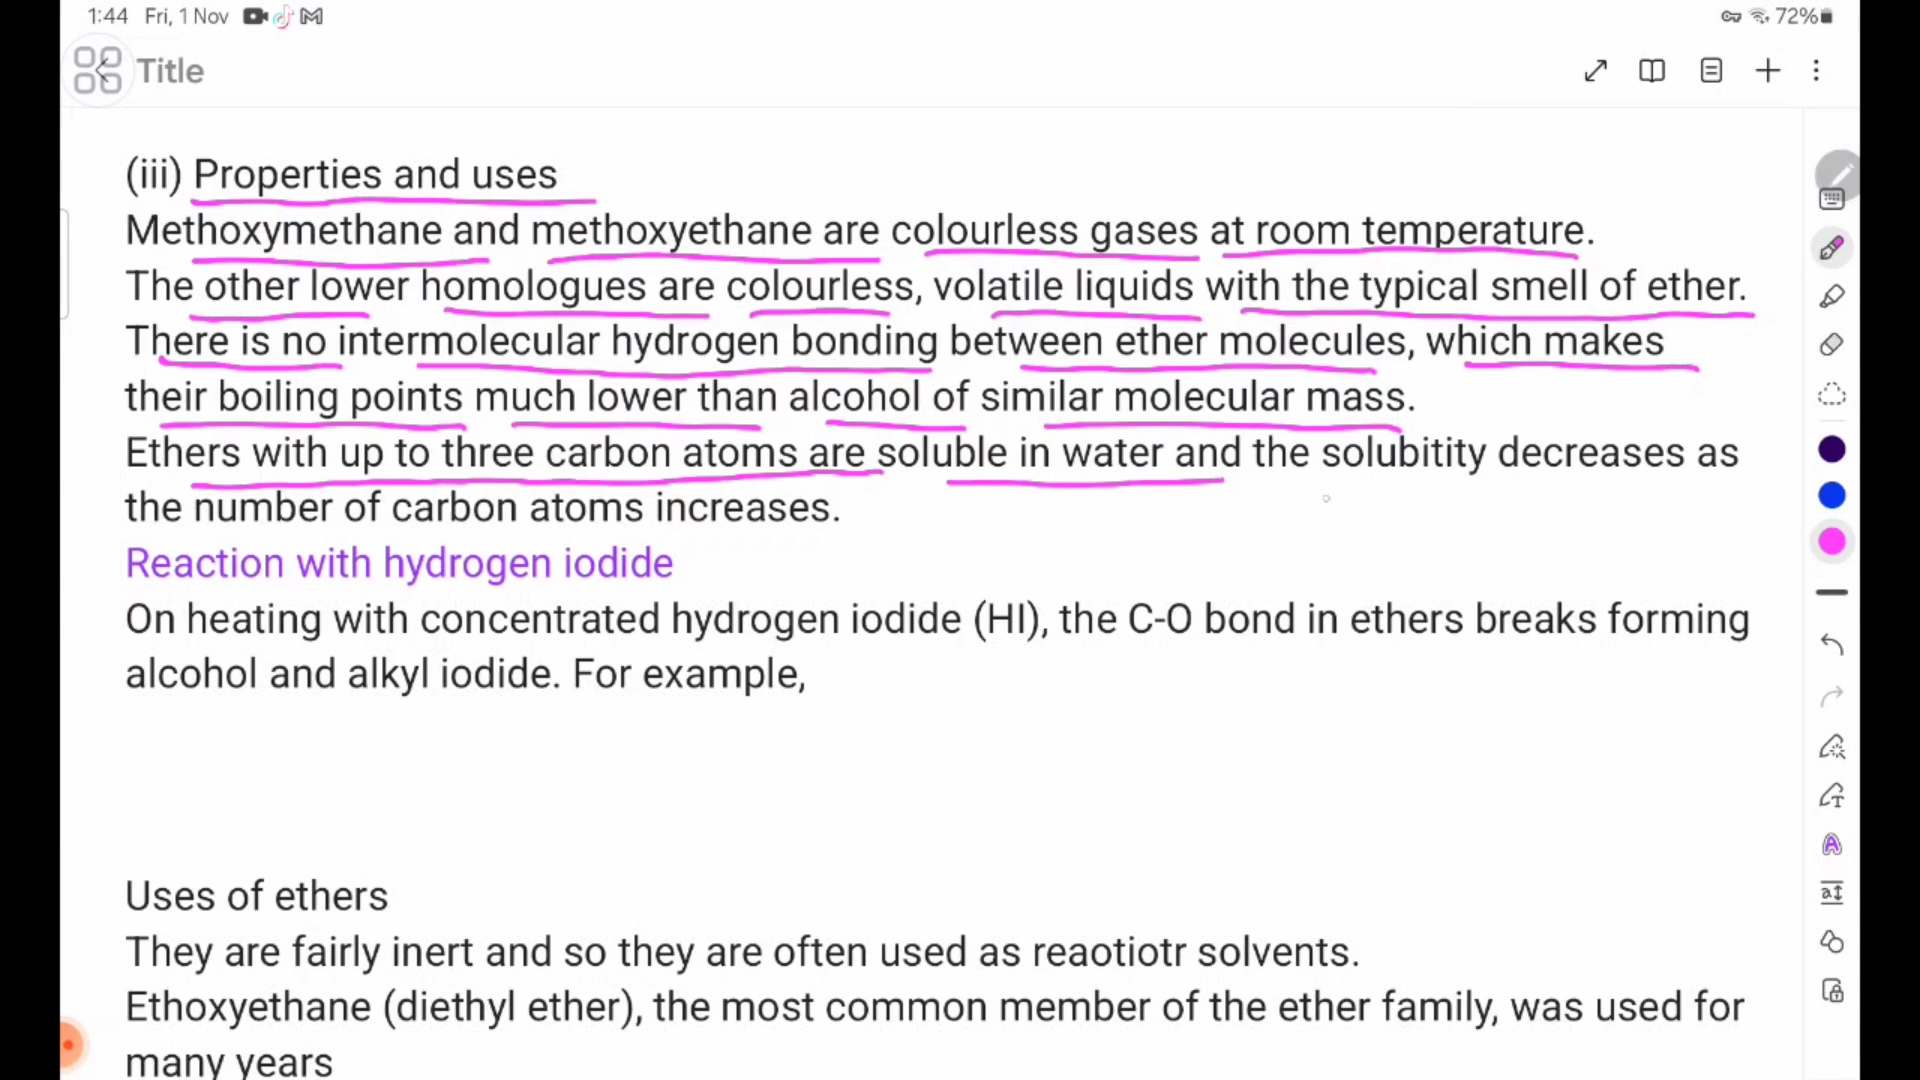 1:44 Fri, 1 Nov 72%
Title
(iii) Properties and uses
Methoxymethane and methoxyethane are colourless gases at room temperature.
The other lower homologues are colourless, volatile liquids with the typical smell of ether.
There is no intermolecular hydrogen bonding between ether molecules, which makes
their boiling points much lower than alcohol of similar molecular mass.
Ethers with up to three carbon atoms are soluble in water and the solubitity decreases as
the number of carbon atoms increases.
Reaction with hydrogen iodide
On heating with concentrated hydrogen iodide (HI), the C-O bond in ethers breaks forming
alcohol and alkyl iodide. For example,
Uses of ethers
They are fairly inert and so they are often used as reaotiotr solvents.
Ethoxyethane (diethyl ether), the most common member of the ether family, was used for
many years